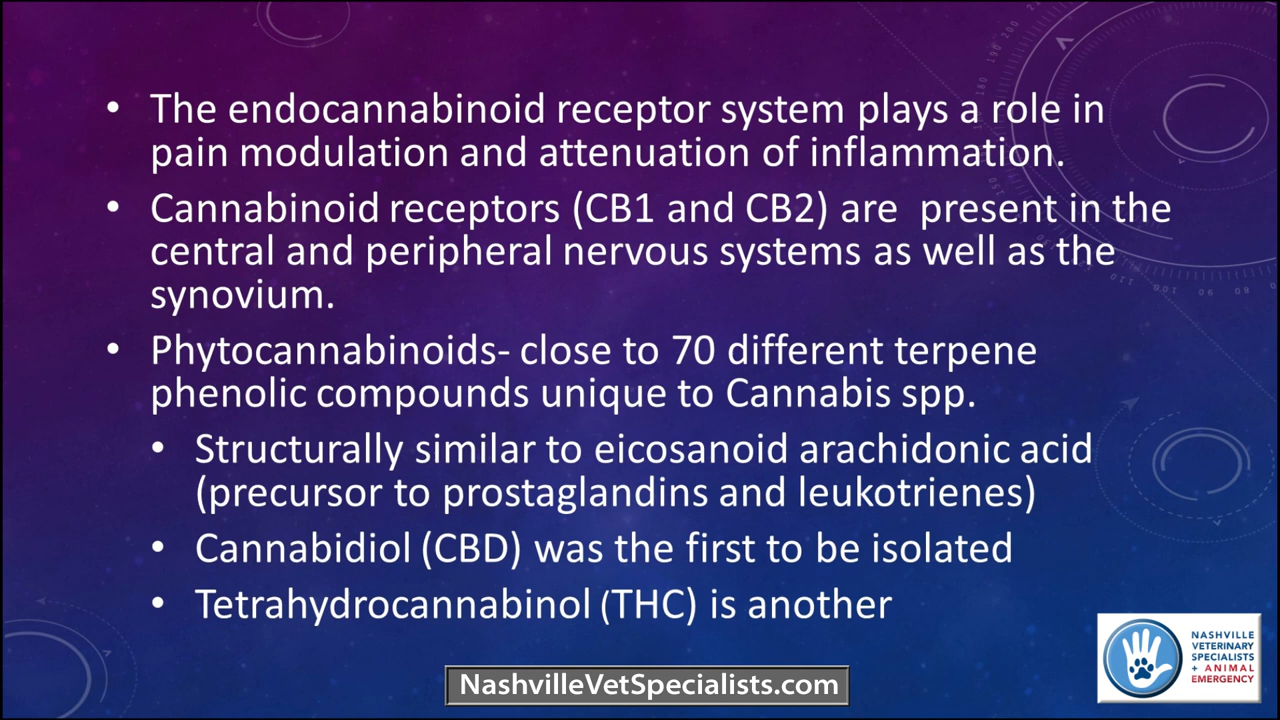 • The endocannabinoid receptor system plays a role in
pain modulation and attenuation of inflammation.
• Cannabinoid receptors (CB1 and CB2) are  present in the
central and peripheral nervous systems as well as the
synovium.
• Phytocannabinoids- close to 70 different terpene
phenolic compounds unique to Cannabis spp.
• Structurally similar to eicosanoid arachidonic acid
(precursor to prostaglandins and leukotrienes)
• Cannabidiol (CBD) was the first to be isolated
• Tetrahydrocannabinol (THC) is another
NASHVILLE
VETERINARY
SPECIALISTS
+ ANIMAL
EMERGENCY
NashvilleVetSpecialists.com